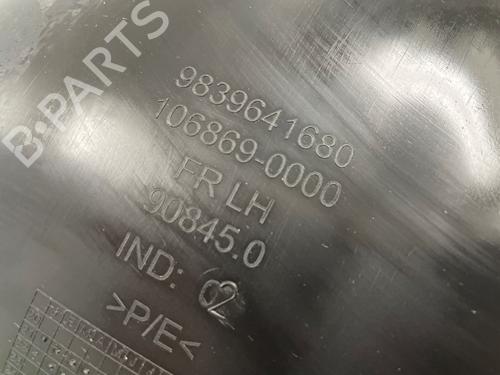 B-PARTS
9839641680
106869-0000
FR LH
90845.0
IND: 02
>P/E<